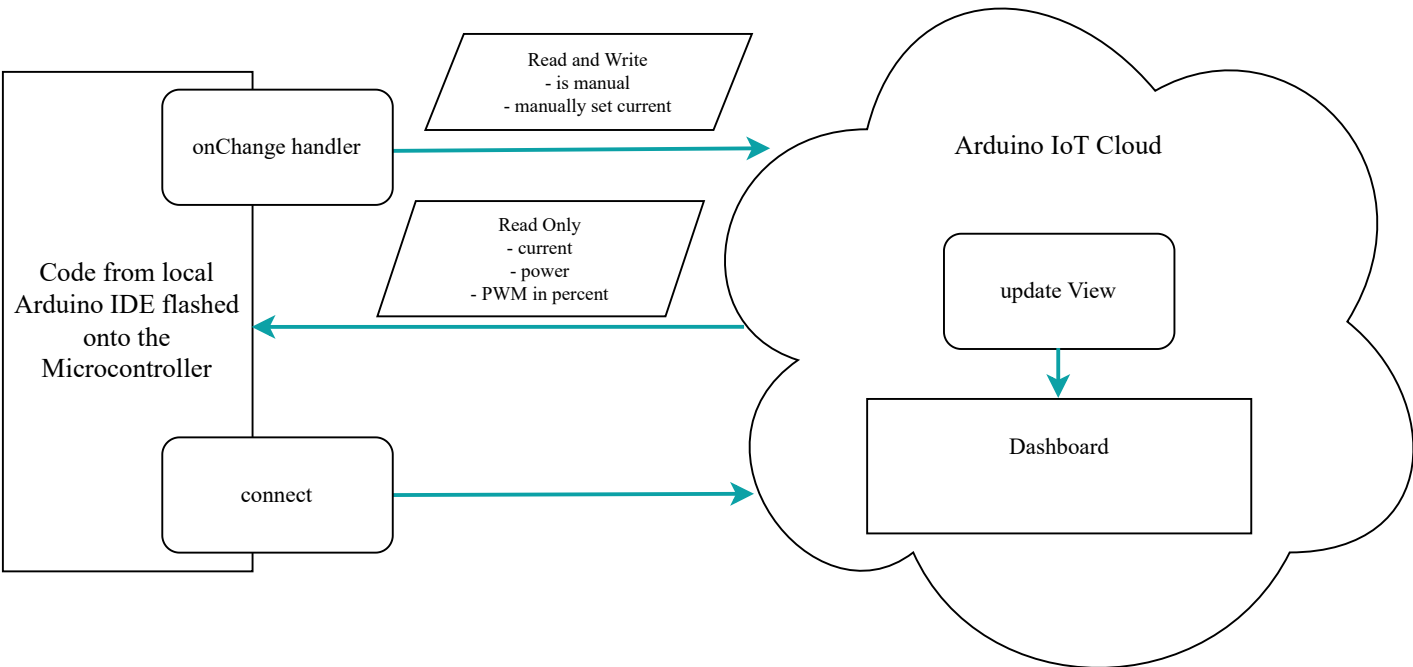 Read and Write
- is manual
- manually set current
onChange handler
Arduino IoT Cloud
Read Only
- current
- power
- PWM in percent
Code from local
Arduino IDE flashed
onto the
Microcontroller
update View
Dashboard
connect